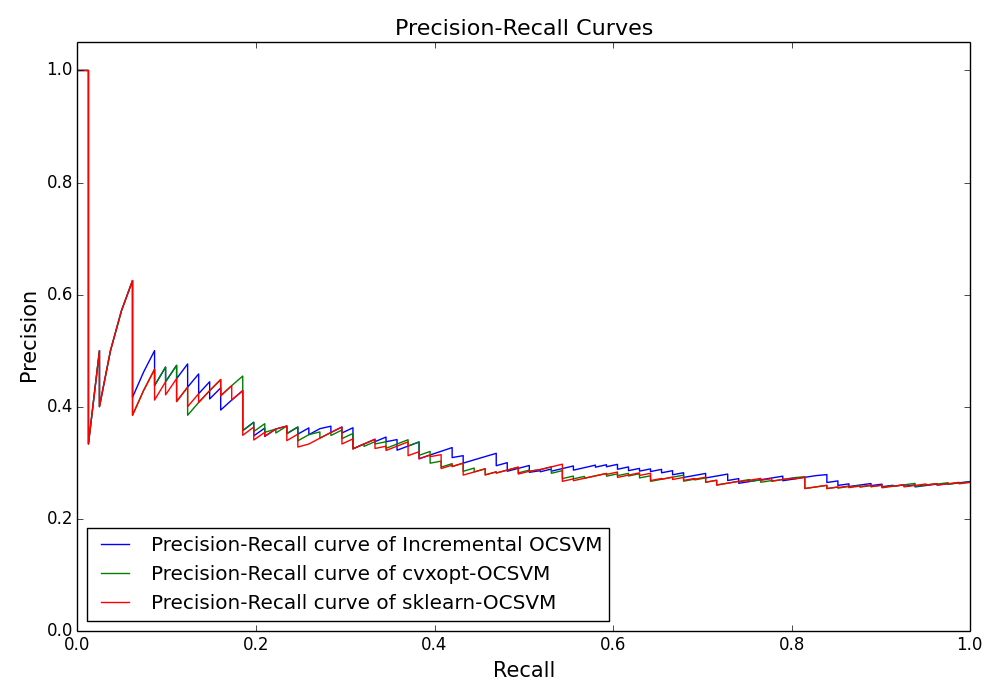 Precision-Recall Curves
1.0
0.8
0.6
0.4
0.2
0.0
Precision
Precision-Recall curve of Incremental OCSVM
Precision-Recall curve of cvxopt-OCSVM
Precision-Recall curve of sklearn-OCSVM
0.0 0.2 0.4 0.6 0.8 1.0
Recall